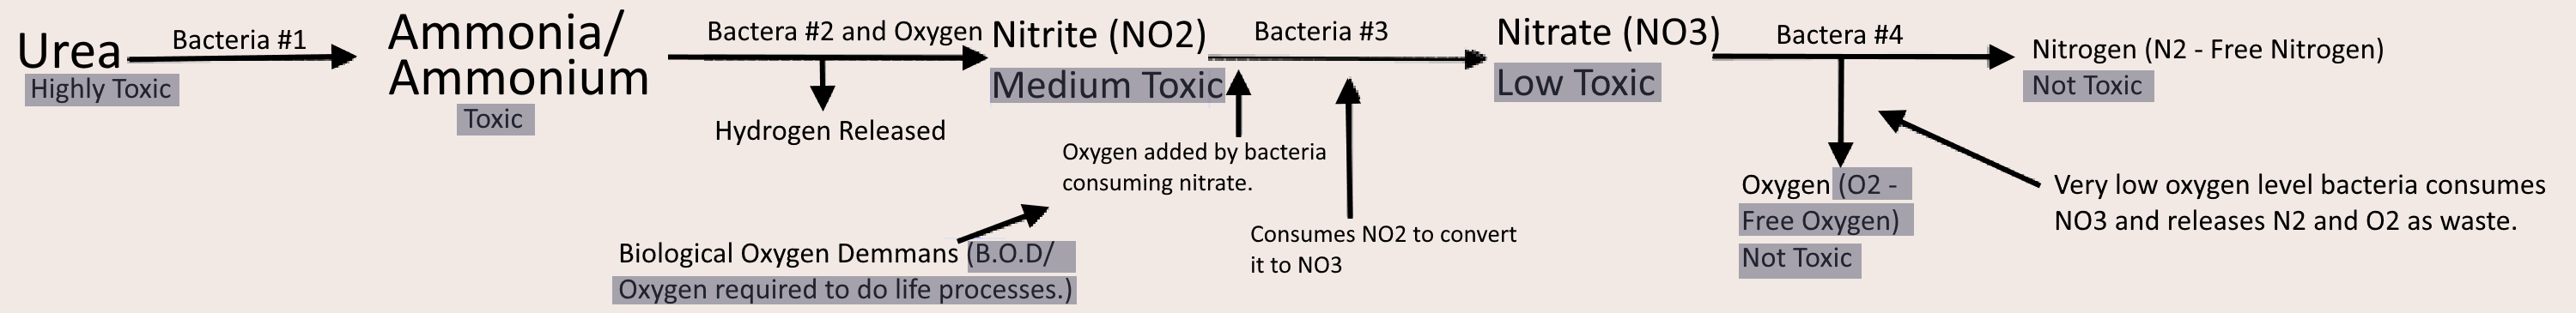 Urea
Highly Toxic
Bacteria #1
Ammonia/
Ammonium
Toxic
Bactera #2 and Oxygen
Hydrogen Released
Nitrite (NO2)
Medium Toxic
Bacteria #3
Oxygen added by bacteria
consuming nitrate.
Biological Oxygen Demmans (B.O.D/
Oxygen required to do life processes.)
Consumes NO2 to convert
it to NO3
Nitrate (NO3)
Low Toxic
Bactera #4
Oxygen (O2 -
Free Oxygen)
Not Toxic
Nitrogen (N2 - Free Nitrogen)
Not Toxic
Very low oxygen level bacteria consumes
NO3 and releases N2 and O2 as waste.